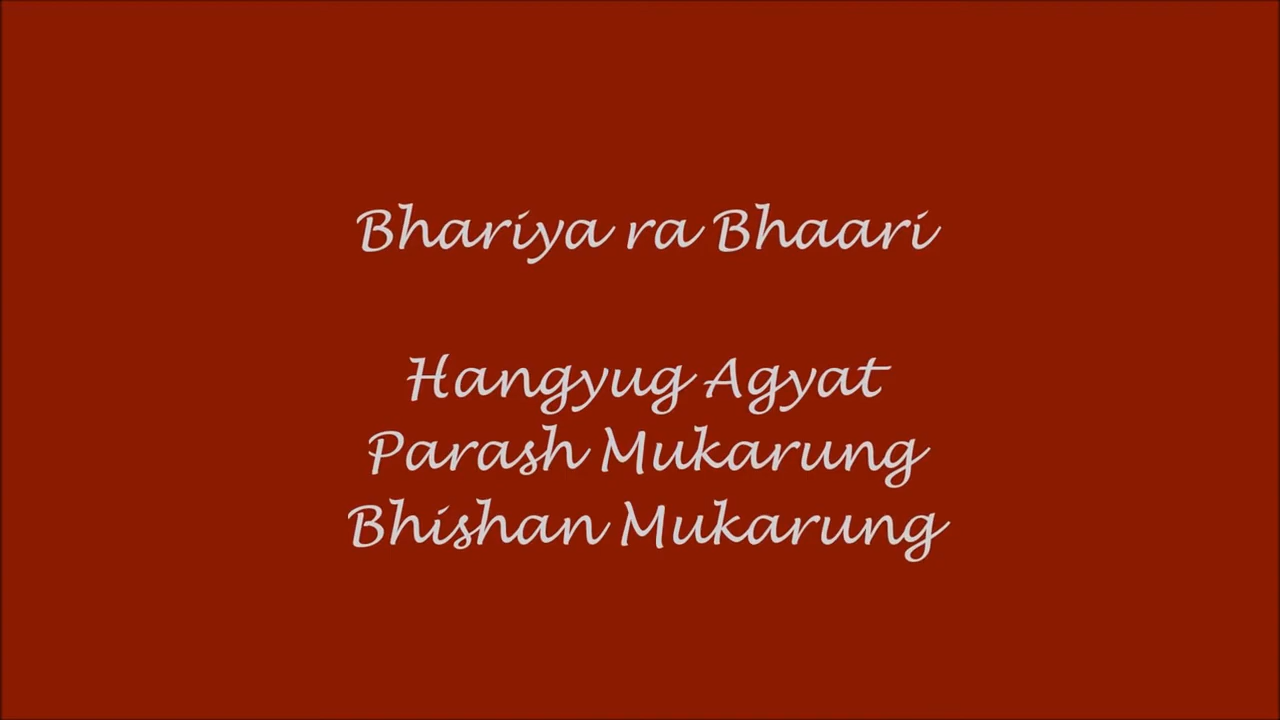 Bhariya ra Bhaari
Hangyug Agyat
Parash Mukarung
Bhishan Mukarung